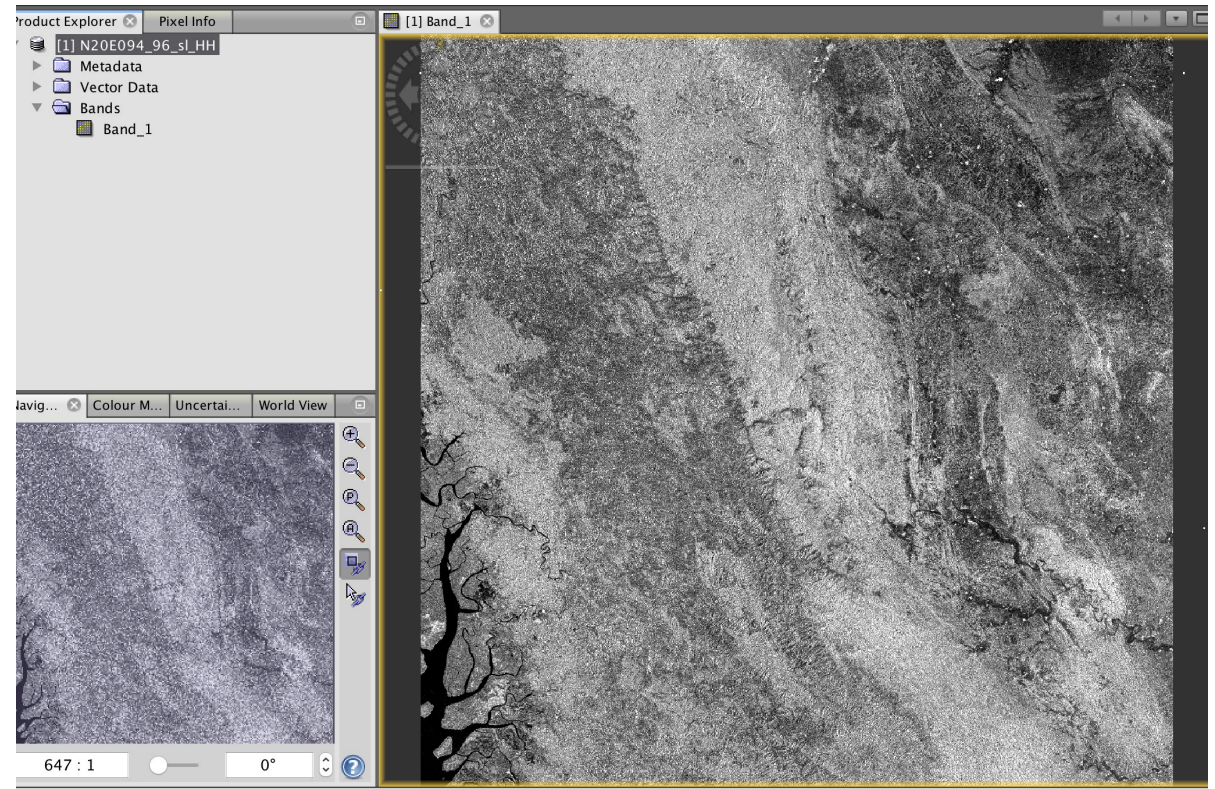 Product Explorer Pixel Info
[1] N20E094_96_sl_HH
Metadata
Vector Data
Bands
Band_1
[1] Band_1
Navig... Colour M... Uncertai... World View
647 : 1
0°